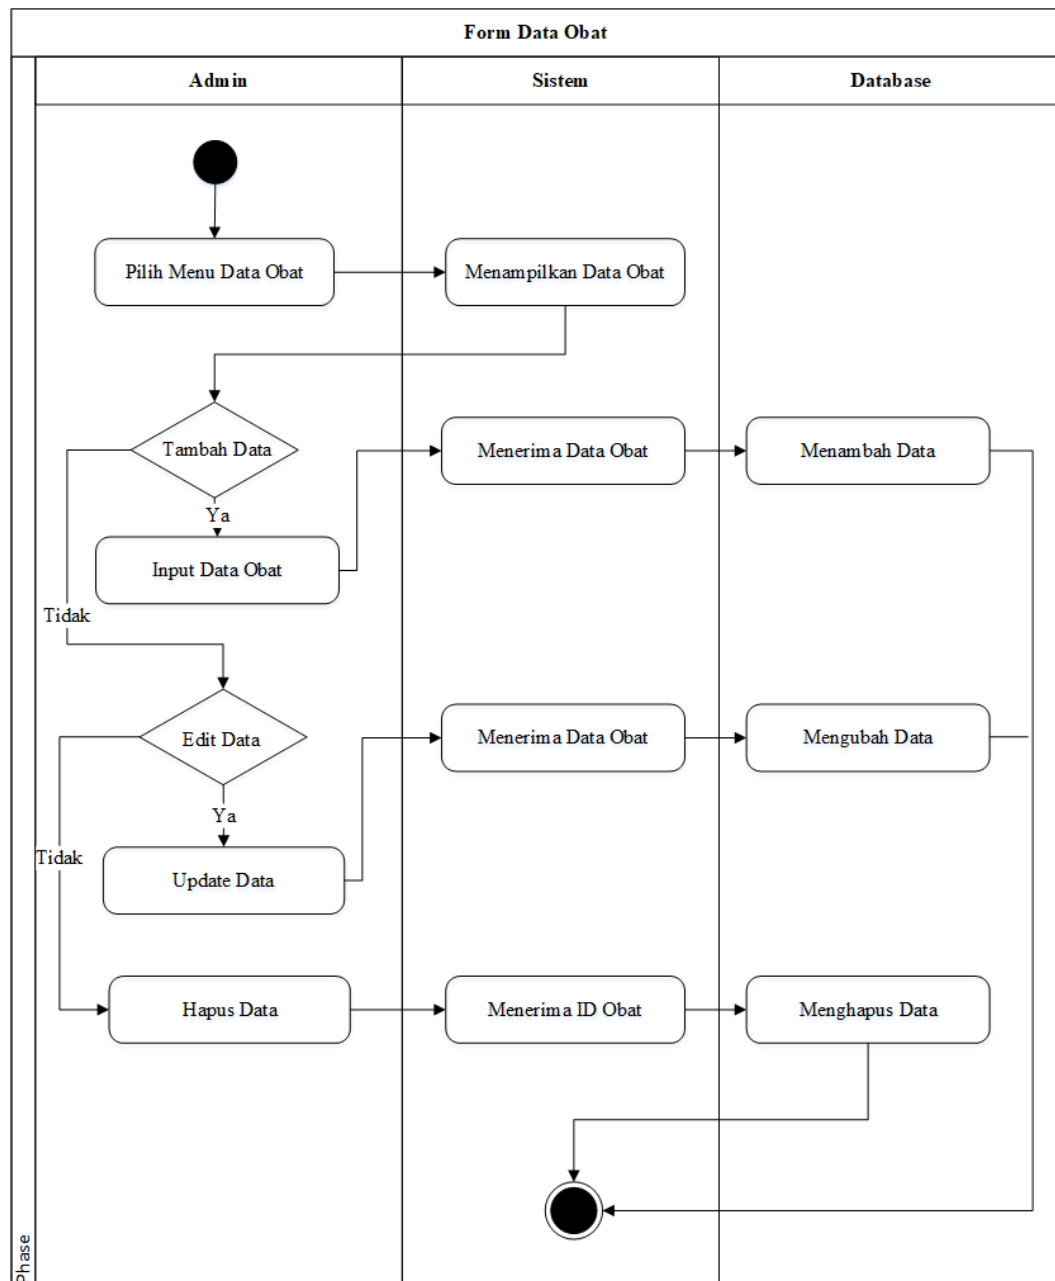 Form Data Obat
Admin
Sistem
Database
Pilih Menu Data Obat
Menampilkan Data Obat
Tambah Data
Menerima Data Obat
Menambah Data
Ya
Input Data Obat
Tidak
Edit Data
Menerima Data Obat
Mengubah Data
Ya
Tidak
Update Data
Hapus Data
Menerima ID Obat
Menghapus Data
Phase